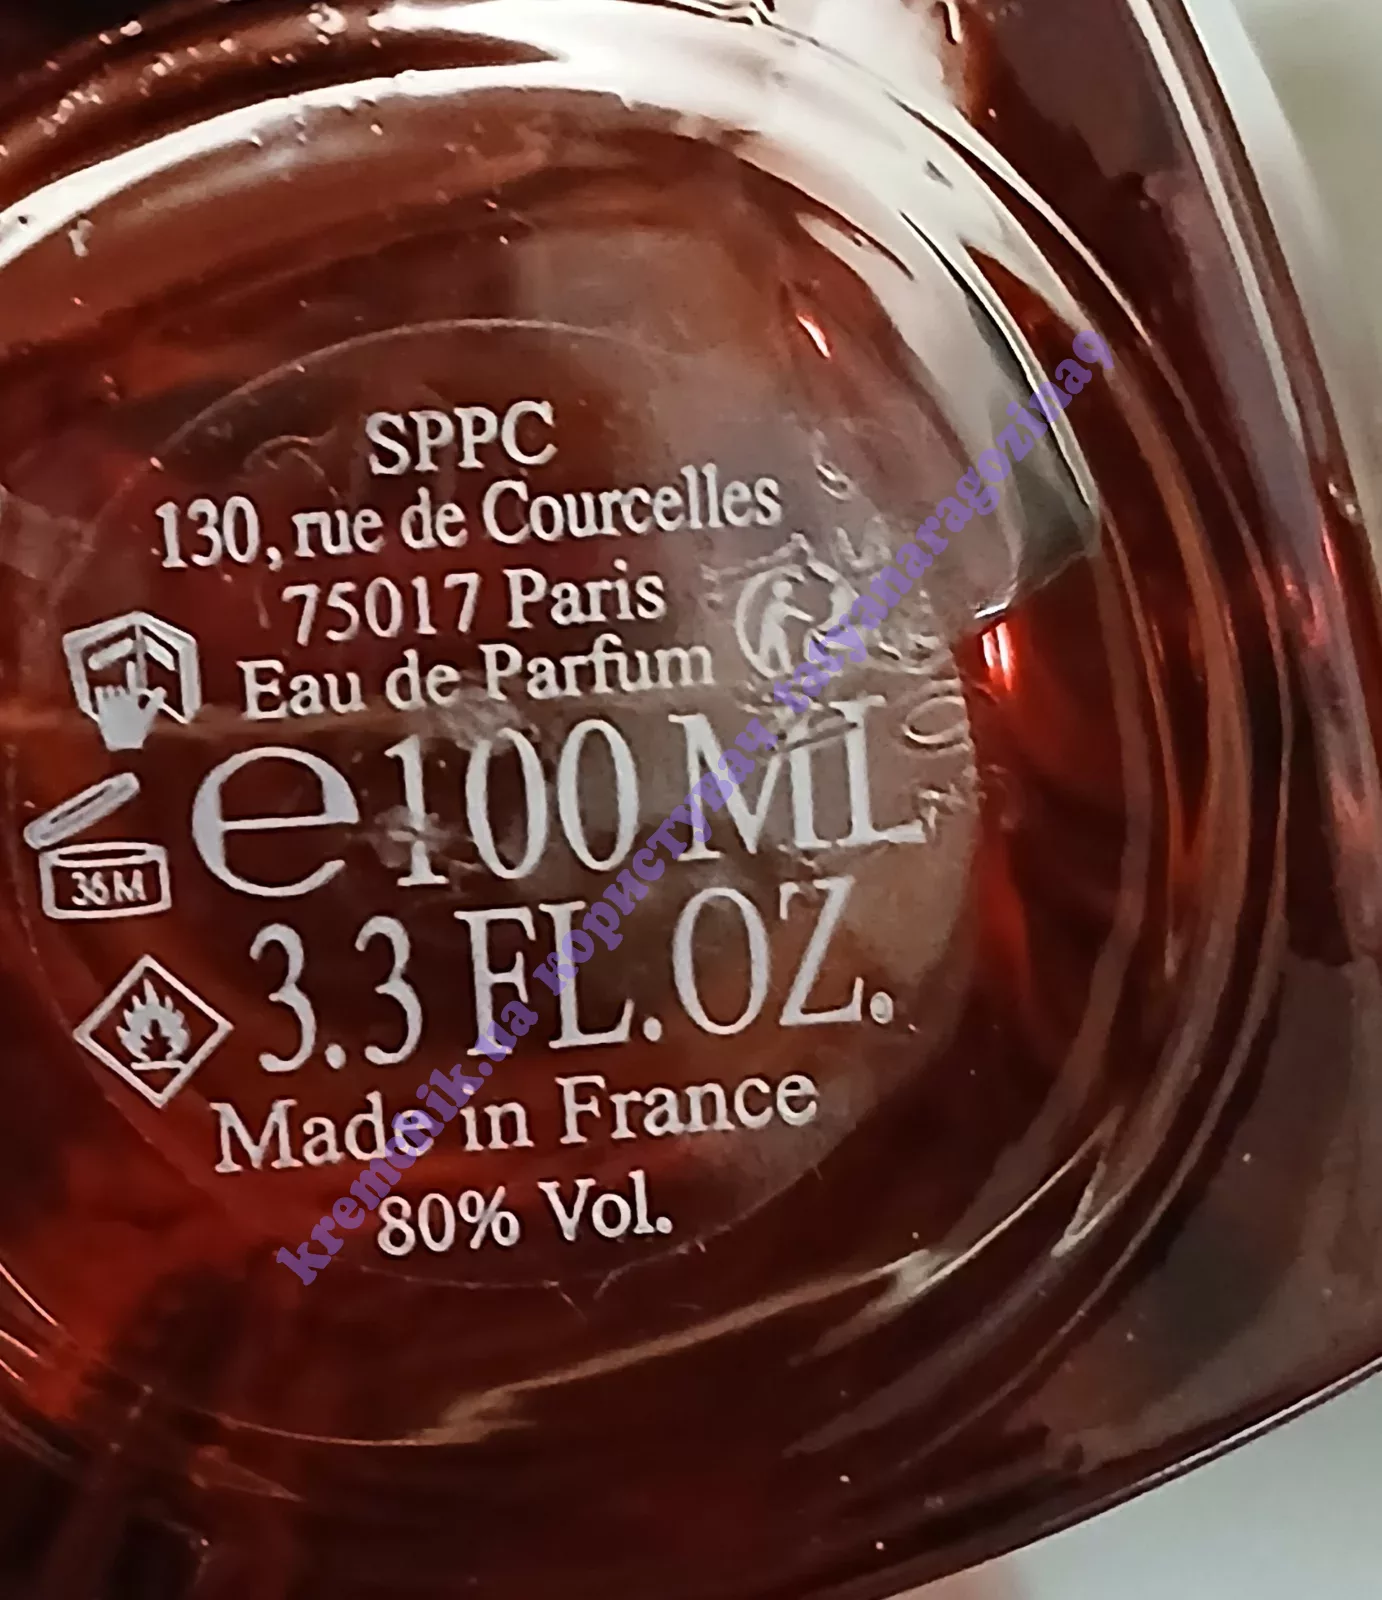 SPPC
130, rue de Courcelles
75017 Paris
Eau de Parfum
e 100 ML
36M
3.3 FL.OZ.
Made in France
80% Vol.
kremonik.ua користувач tatyanaragozina9